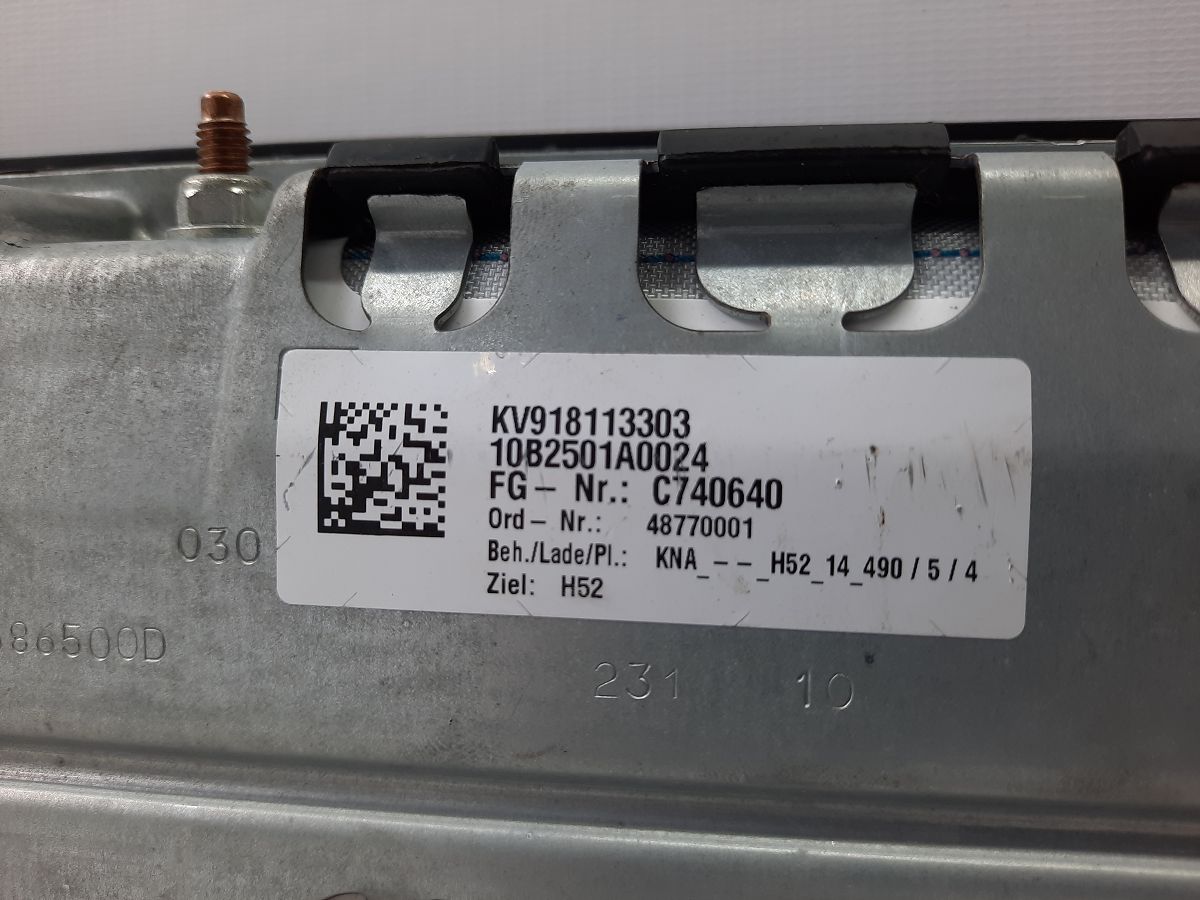 KV918113303
10B2501A0024
FG – Nr.: C740640
Ord – Nr.: 48770001
Beh./Lade/Pl.: KNA_ – – _H52_14_490 / 5 / 4
Ziel: H52
030
86500D
231 10